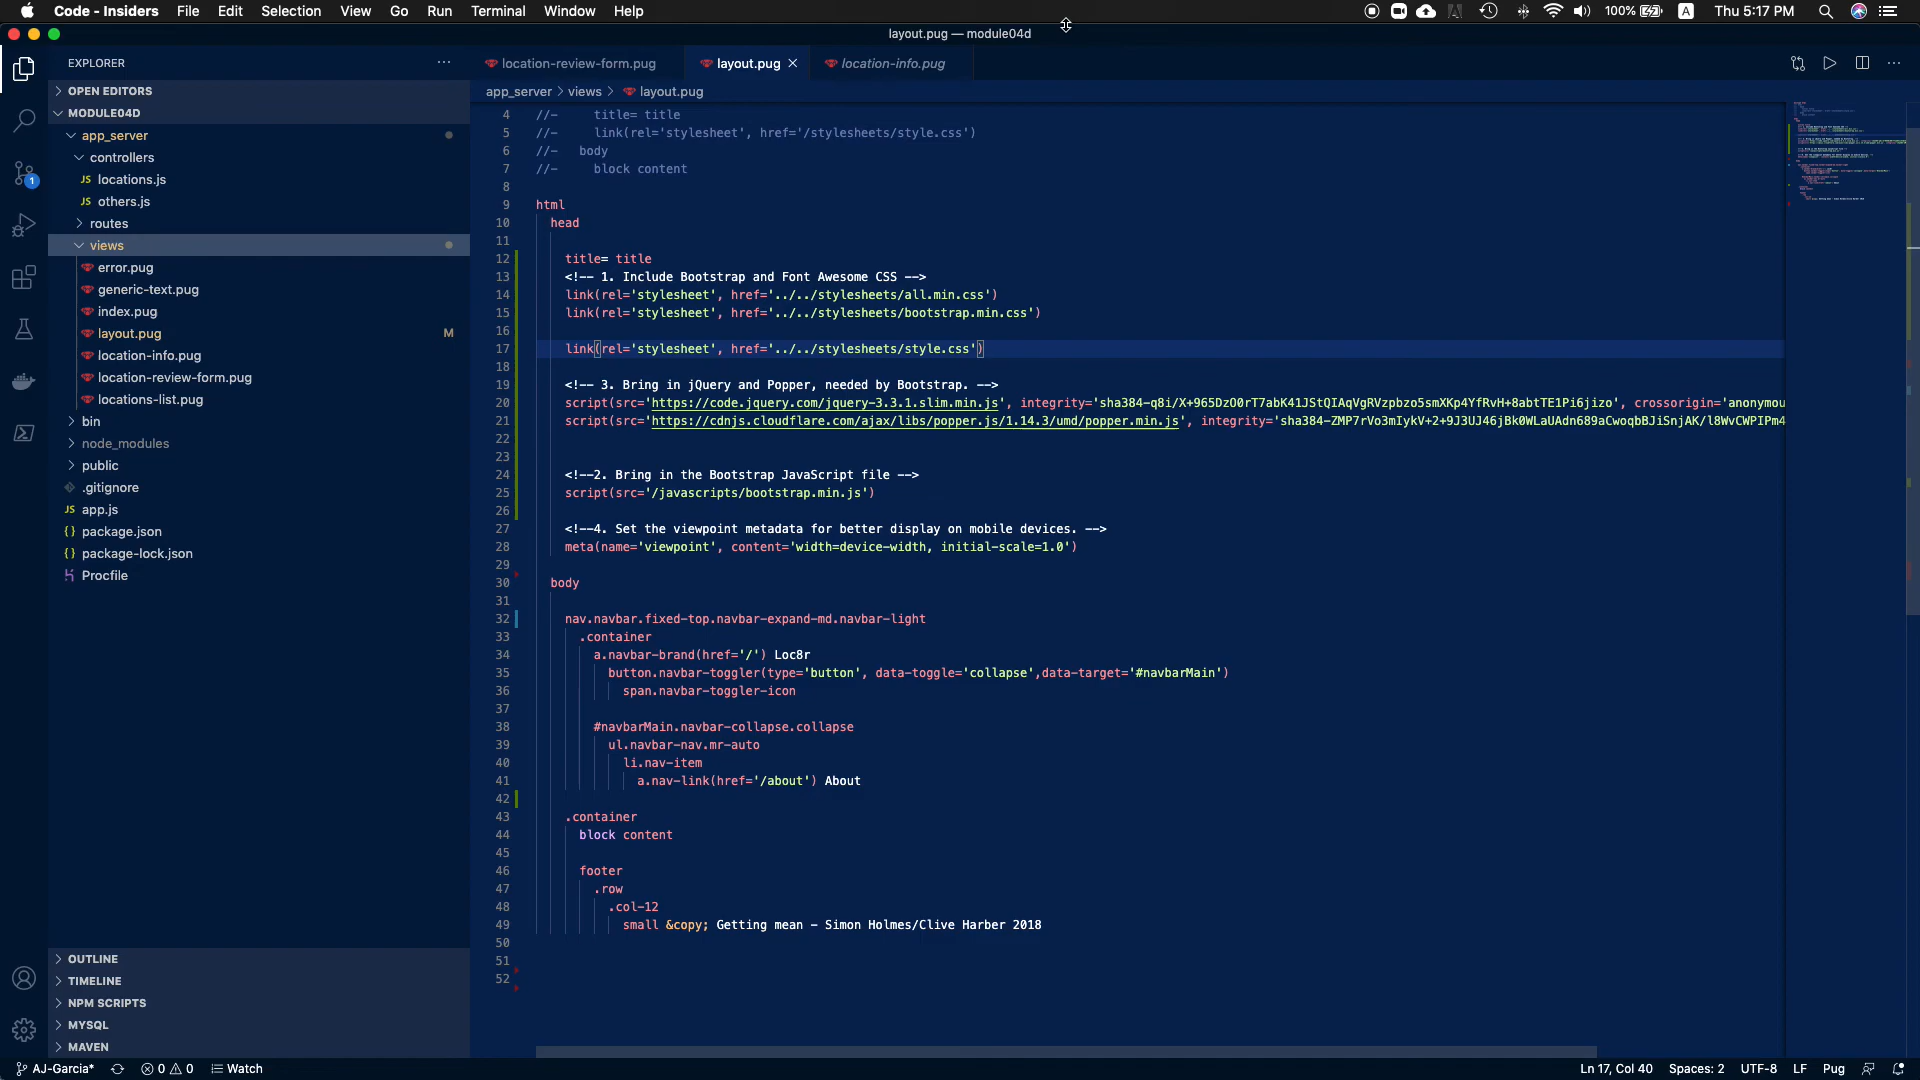 Code - Insiders File Edit Selection View Go Run Terminal Window Help 100% A Thu 5:17 PM
layout.pug — module04d
EXPLORER
location-review-form.pug layout.pug location-info.pug
OPEN EDITORS
app_server views layout.pug
MODULE04D
app_server
controllers
JS locations.js
JS others.js
routes
views
error.pug
generic-text.pug
index.pug
layout.pug M
location-info.pug
location-review-form.pug
locations-list.pug
bin
node_modules
public
.gitignore
JS app.js
{} package.json
{} package-lock.json
Procfile
1
4 //- title= title
5 //- link(rel='stylesheet', href='/stylesheets/style.css')
6 //- body
7 //- block content
8
9 html
10 head
11
12 title= title
13 <!-- 1. Include Bootstrap and Font Awesome CSS -->
14 link(rel='stylesheet', href='../../stylesheets/all.min.css')
15 link(rel='stylesheet', href='../../stylesheets/bootstrap.min.css')
16
17 link(rel='stylesheet', href='../../stylesheets/style.css')
18
19 <!-- 3. Bring in jQuery and Popper, needed by Bootstrap. -->
20 script(src='https://code.jquery.com/jquery-3.3.1.slim.min.js', integrity='sha384-q8i/X+965DzO0rT7abK41JStQIAqVgRVzpbzo5smXKp4YfRvH+8abtTE1Pi6jizo', crossorigin='anonymou
21 script(src='https://cdnjs.cloudflare.com/ajax/libs/popper.js/1.14.3/umd/popper.min.js', integrity='sha384-ZMP7rVo3mIykV+2+9J3UJ46jBk0WLaUAdn689aCwoqbBJiSnjAK/l8WvCWPIPm4
22
23
24 <!--2. Bring in the Bootstrap JavaScript file -->
25 script(src='/javascripts/bootstrap.min.js')
26
27 <!--4. Set the viewpoint metadata for better display on mobile devices. -->
28 meta(name='viewpoint', content='width=device-width, initial-scale=1.0')
29
30 body
31
32 nav.navbar.fixed-top.navbar-expand-md.navbar-light
33 .container
34 a.navbar-brand(href='/') Loc8r
35 button.navbar-toggler(type='button', data-toggle='collapse',data-target='#navbarMain')
36 span.navbar-toggler-icon
37
38 #navbarMain.navbar-collapse.collapse
39 ul.navbar-nav.mr-auto
40 li.nav-item
41 a.nav-link(href='/about') About
42
43 .container
44 block content
45
46 footer
47 .row
48 .col-12
49 small &copy; Getting mean - Simon Holmes/Clive Harber 2018
50
51
52
OUTLINE
TIMELINE
NPM SCRIPTS
MYSQL
MAVEN
AJ-Garcia* 0 0 Watch Ln 17, Col 40 Spaces: 2 UTF-8 LF Pug